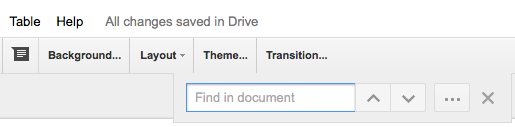 Table Help All changes saved in Drive
Background... Layout Theme... Transition...
Find in document